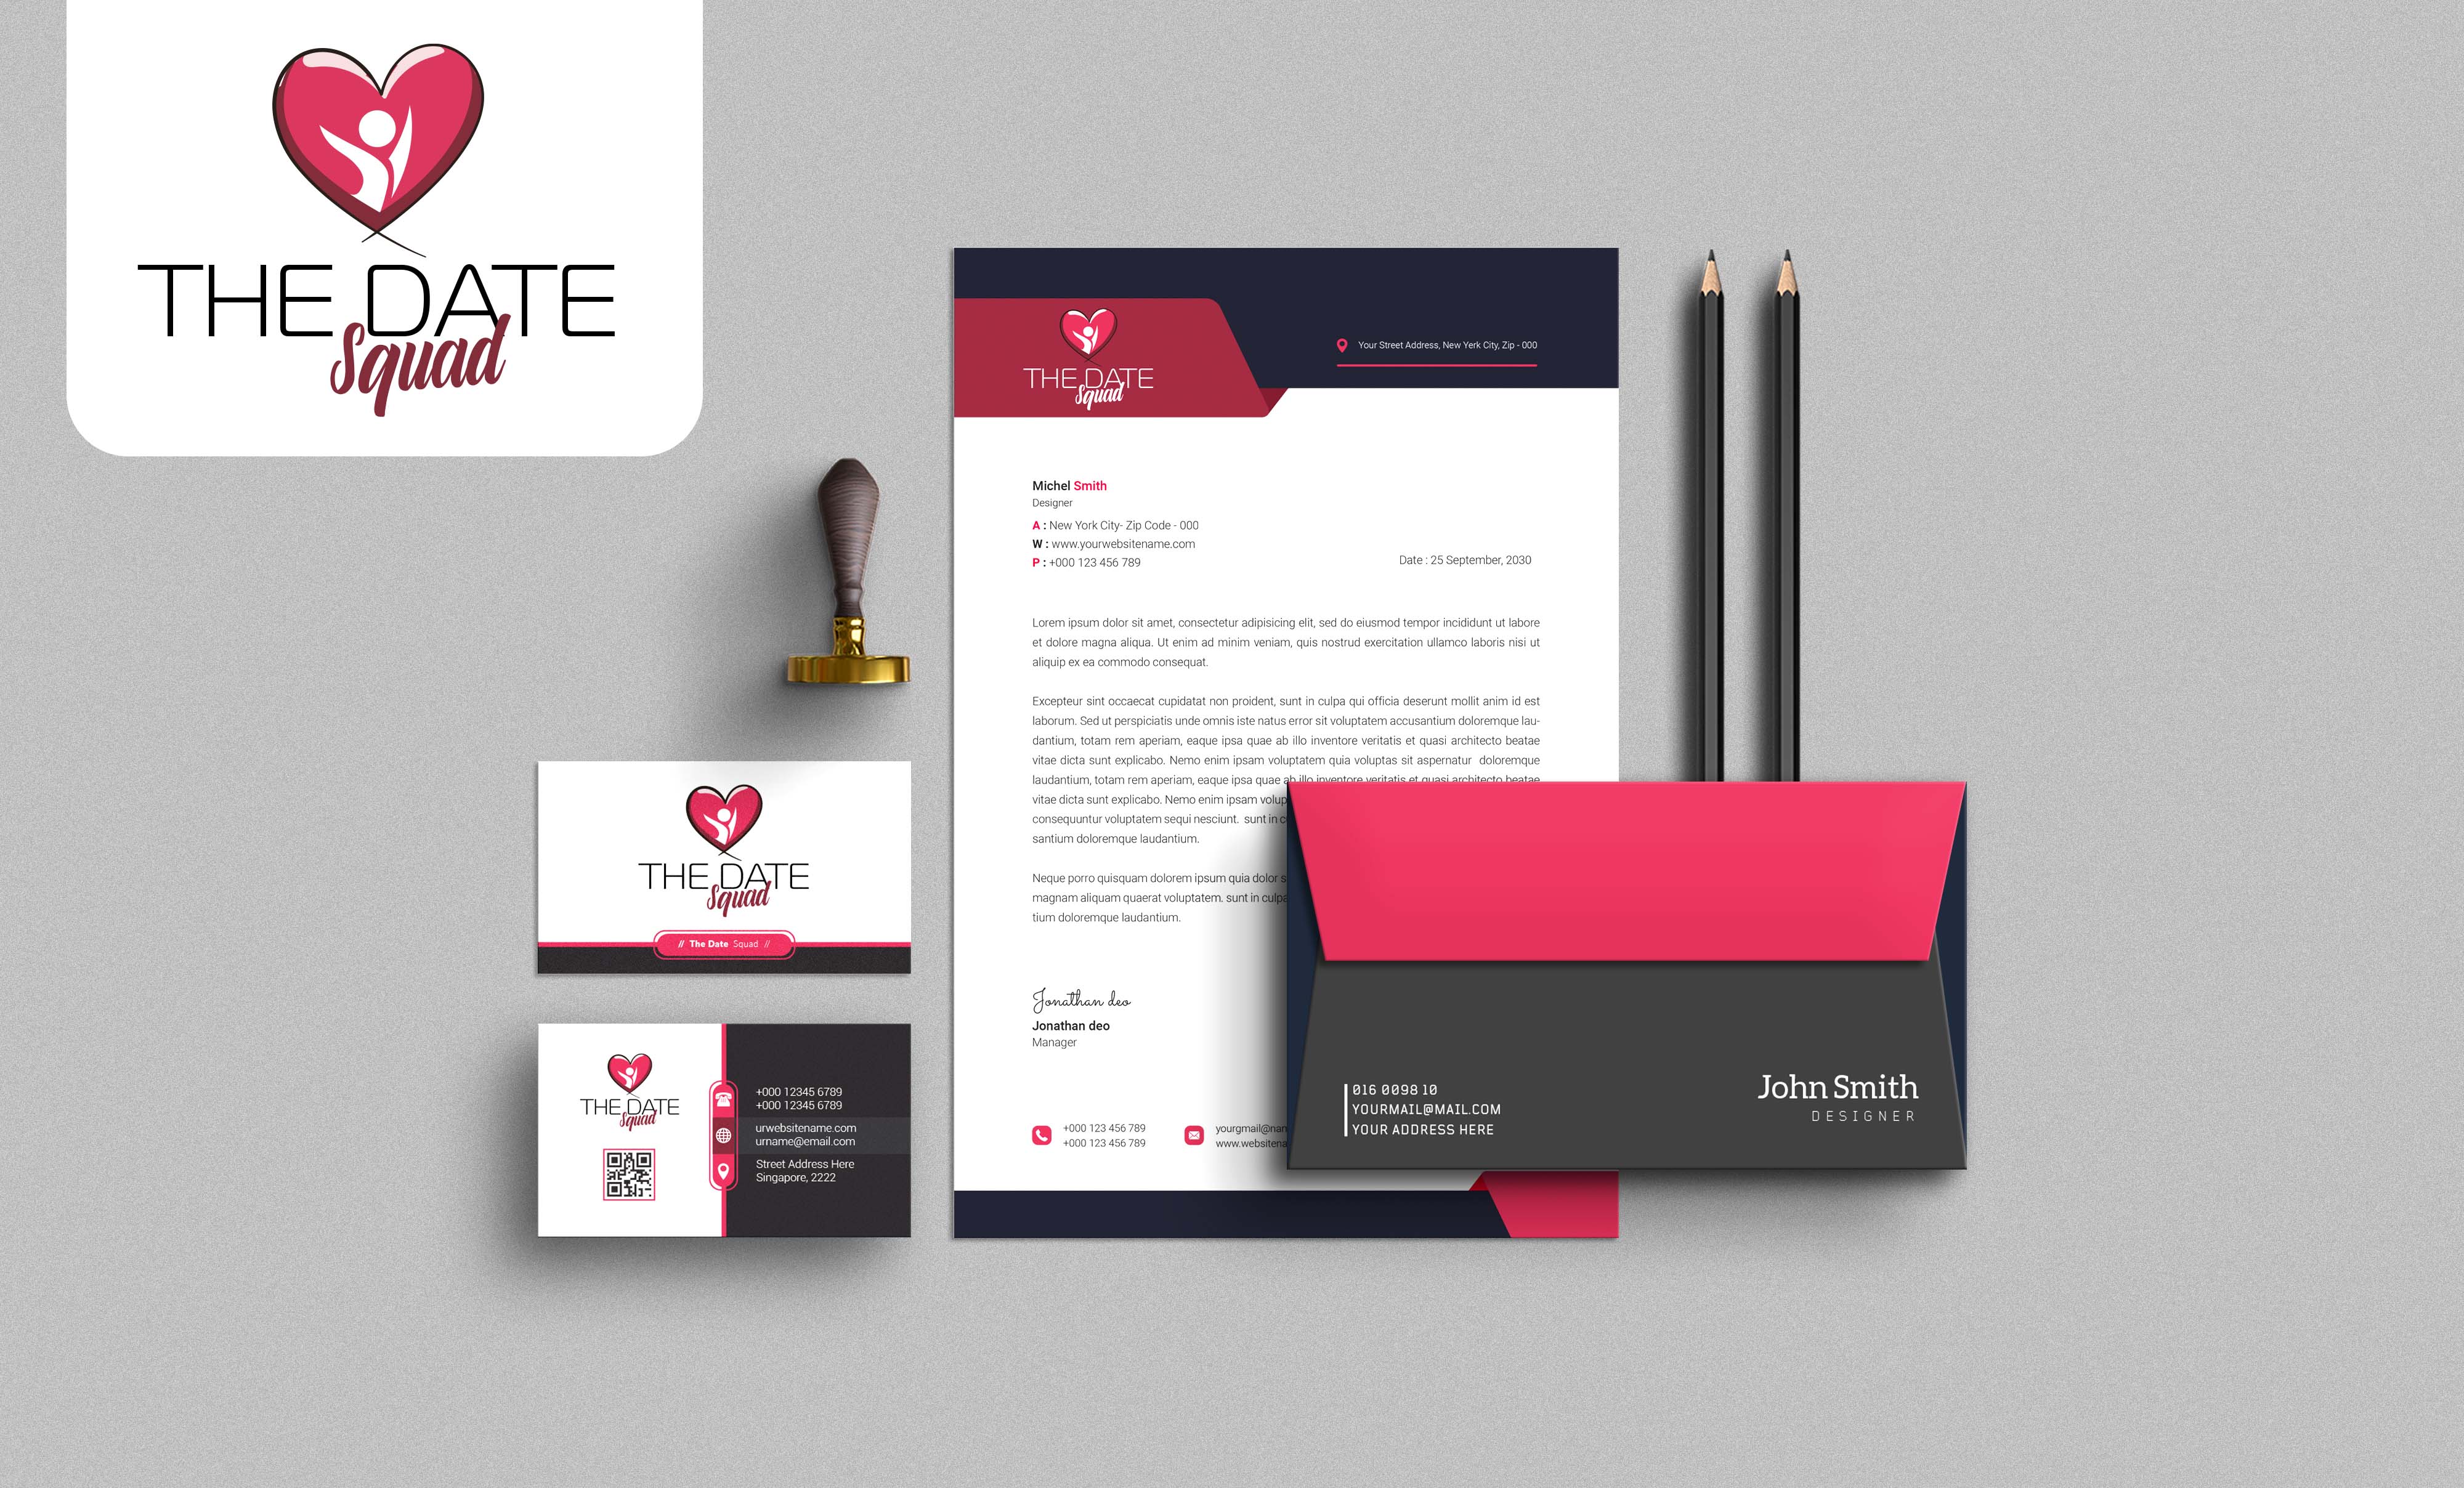 THE DATE
Squad
THE DATE
Squad
Your Street Address, New Yerk City, Zip - 000
Michel Smith
Designer
A : New York City- Zip Code - 000
W : www.yourwebsitename.com
P : +000 123 456 789
Date : 25 September, 2030
Lorem ipsum dolor sit amet, consectetur adipisicing elit, sed do eiusmod tempor incididunt ut labore
et dolore magna aliqua. Ut enim ad minim veniam, quis nostrud exercitation ullamco laboris nisi ut
aliquip ex ea commodo consequat.
Excepteur sint occaecat cupidatat non proident, sunt in culpa qui officia deserunt mollit anim id est
laborum. Sed ut perspiciatis unde omnis iste natus error sit voluptatem accusantium doloremque lau-
dantium, totam rem aperiam, eaque ipsa quae ab illo inventore veritatis et quasi architecto beatae
vitae dicta sunt explicabo. Nemo enim ipsam voluptatem quia voluptas sit aspernatur doloremque
laudantium, totam rem aperiam, eaque ipsa quae ab illo inventore veritatis et quasi architecto beatae
vitae dicta sunt explicabo. Nemo enim ipsam volup
consequuntur voluptatem sequi nesciunt. sunt in c
santium doloremque laudantium.
Neque porro quisquam dolorem ipsum quia dolor s
magnam aliquam quaerat voluptatem. sunt in culpa
tium doloremque laudantium.
Jonathan deo
Jonathan deo
Manager
+000 123 456 789
+000 123 456 789
yourgmail@nan
www.websitena
THE DATE
Squad
// The Date Squad //
THE DATE
Squad
+000 12345 6789
+000 12345 6789
urwebsitename.com
urname@email.com
Street Address Here
Singapore, 2222
016 0098 10
YOURMAIL@MAIL.COM
YOUR ADDRESS HERE
John Smith
DESIGNER